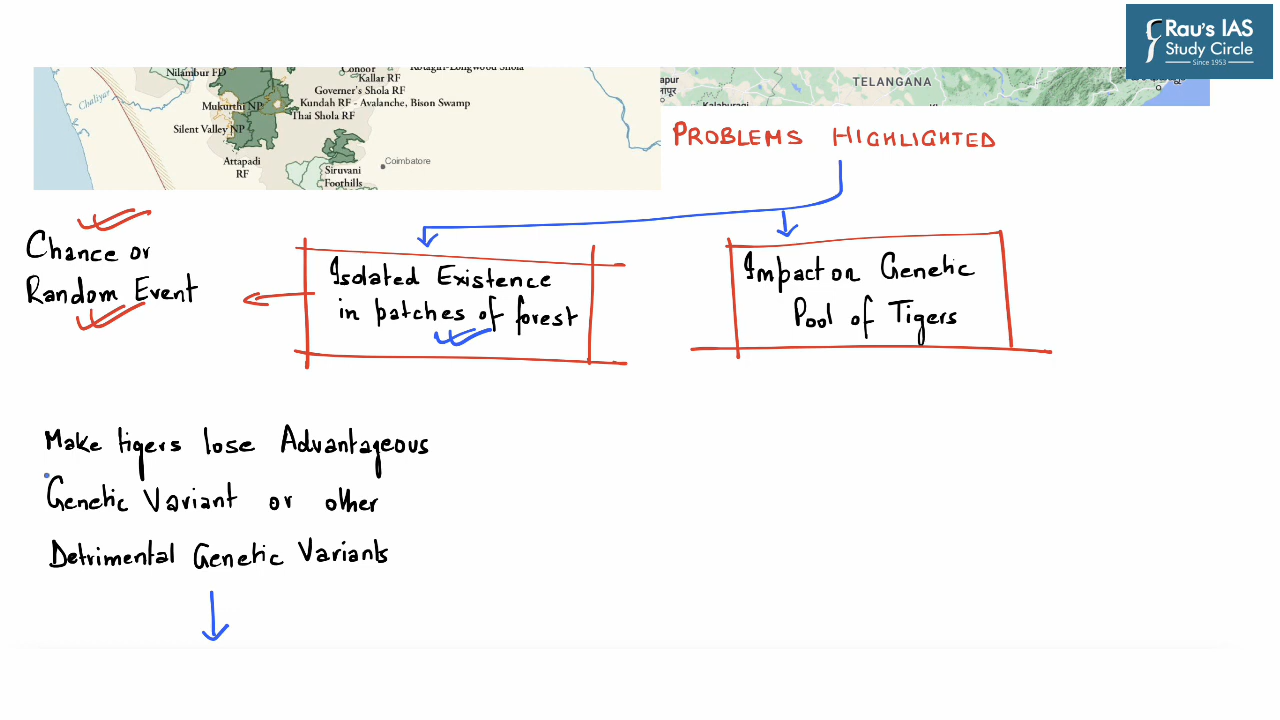 Rau's IAS
Study Circle
Since 1953
Nilambur FD
Coonor
Kotagiri-Longwood Shola
Kallar RF
Governer's Shola RF
Chaliyar
Mukurthi NP
Kundah RF - Avalanche, Bison Swamp
Thai Shola RF
Silent Valley NP
Attapadi
RF
Siruvani
Foothills
Coimbatore
TELANGANA
PROBLEMS HIGHLIGHTED
Chance or
Random Event
Isolated Existence
in patches of forest
Impact on Genetic
Pool of Tigers
Make tigers lose Advantageous
Genetic Variant or other
Detrimental Genetic Variants